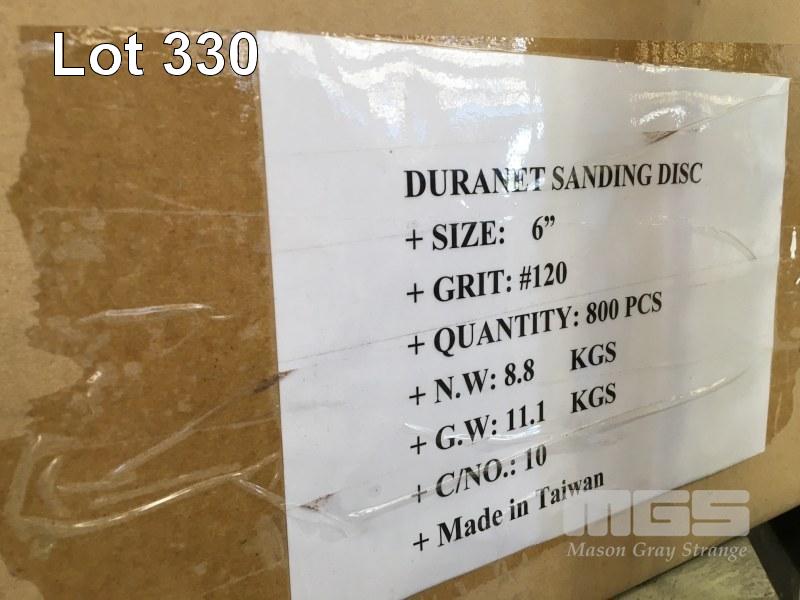 Lot 330
DURANET SANDING DISC
+ SIZE: 6”
+ GRIT: #120
+ QUANTITY: 800 PCS
+ N.W: 8.8 KGS
+ G.W: 11.1 KGS
+ C/NO.: 10
+ Made in Taiwan
MGS
Mason Gray Strange